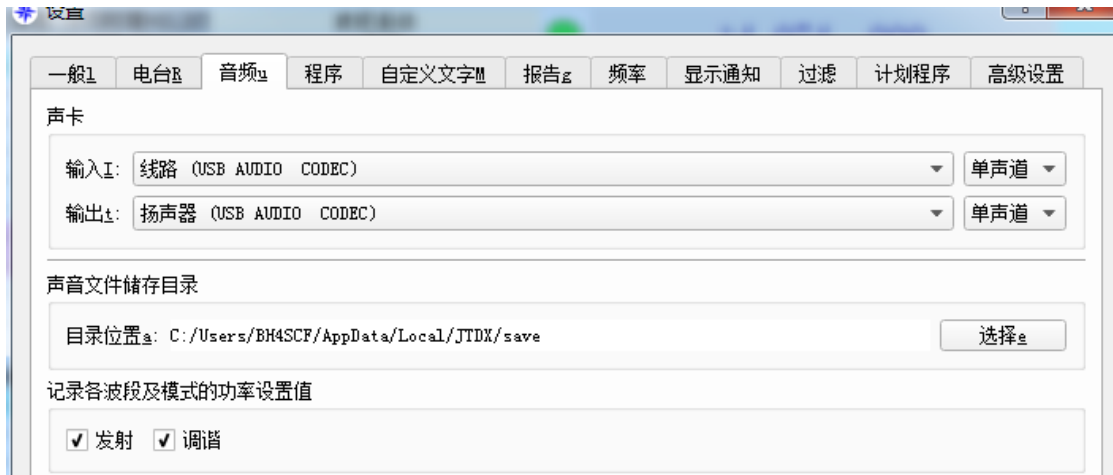 设置
一般1 电台R 音频u 程序 自定义文字M 报告g 频率 显示通知 过滤 计划程序 高级设置
声卡
输入I: 线路 (USB AUDIO  CODEC) 单声道
输出t: 扬声器 (USB AUDIO  CODEC) 单声道
声音文件储存目录
目录位置a: C:/Users/BH4SCF/AppData/Local/JTDX/save 选择e
记录各波段及模式的功率设置值
发射 调谐